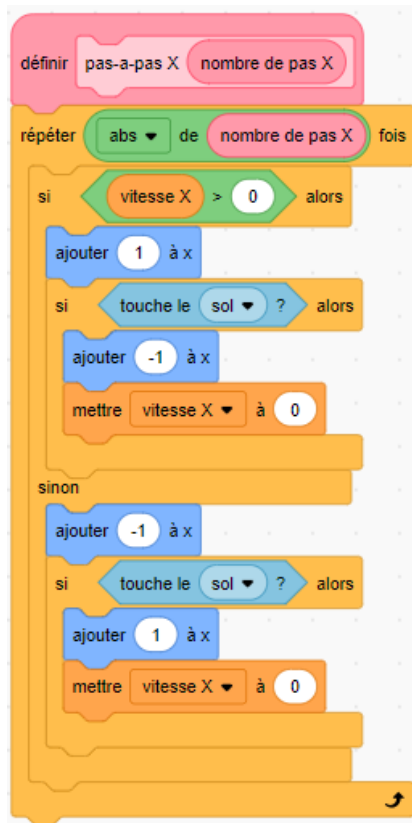 définir pas-a-pas X nombre de pas X
répéter abs de nombre de pas X fois
si vitesse X > 0 alors
ajouter 1 à x
si touche le sol ? alors
ajouter -1 à x
mettre vitesse X à 0
sinon
ajouter -1 à x
si touche le sol ? alors
ajouter 1 à x
mettre vitesse X à 0